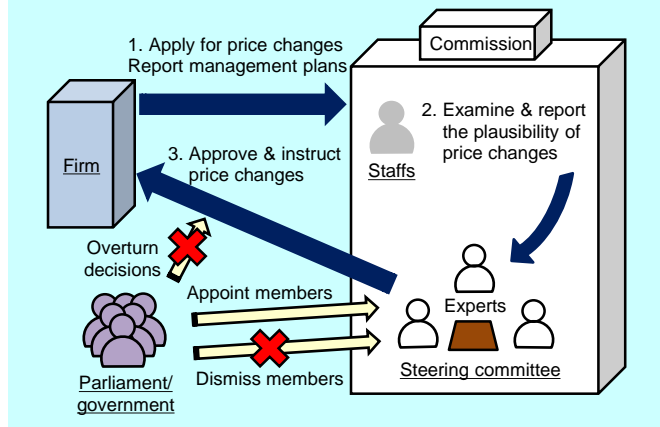 Commission
1. Apply for price changes
Report management plans
2. Examine & report
the plausibility of
price changes
Staffs
Firm
3. Approve & instruct
price changes
Overturn
decisions
Appoint members
Experts
Dismiss members
Steering committee
Parliament/
government